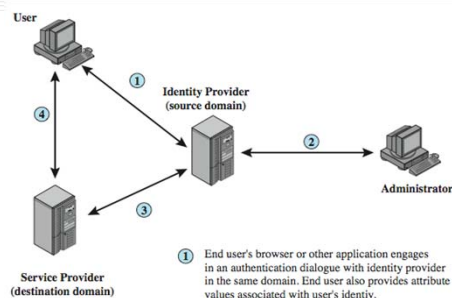 User
1
Identity Provider
(source domain)
4
2
Administrator
3
Service Provider
(destination domain)
1 End user's browser or other application engages
in an authentication dialogue with identity provider
in the same domain. End user also provides attribute
values associated with user's identiy.